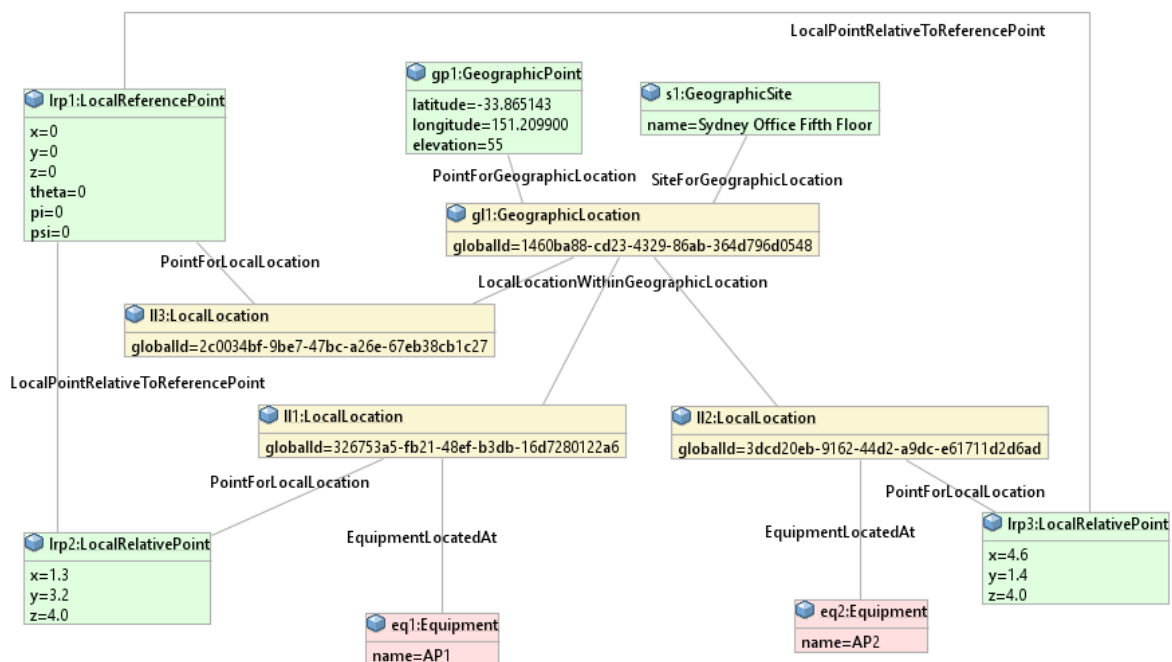 LocalPointRelativeToReferencePoint
gp1:GeographicPoint
latitude=-33.865143
longitude=151.209900
elevation=55
s1:GeographicSite
name=Sydney Office Fifth Floor
lrp1:LocalReferencePoint
x=0
y=0
z=0
theta=0
pi=0
psi=0
PointForGeographicLocation
SiteForGeographicLocation
gl1:GeographicLocation
globalId=1460ba88-cd23-4329-86ab-364d796d0548
PointForLocalLocation
LocalLocationWithinGeographicLocation
ll3:LocalLocation
globalId=2c0034bf-9be7-47bc-a26e-67eb38cb1c27
LocalPointRelativeToReferencePoint
ll1:LocalLocation
globalId=326753a5-fb21-48ef-b3db-16d7280122a6
ll2:LocalLocation
globalId=3dcd20eb-9162-44d2-a9dc-e61711d2d6ad
PointForLocalLocation
PointForLocalLocation
EquipmentLocatedAt
EquipmentLocatedAt
lrp2:LocalRelativePoint
x=1.3
y=3.2
z=4.0
lrp3:LocalRelativePoint
x=4.6
y=1.4
z=4.0
eq1:Equipment
name=AP1
eq2:Equipment
name=AP2